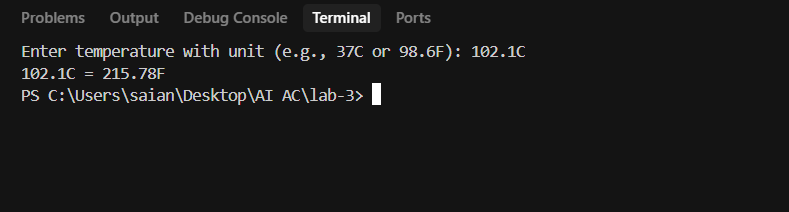 Problems Output Debug Console Terminal Ports
Enter temperature with unit (e.g., 37C or 98.6F): 102.1C
102.1C = 215.78F
PS C:\Users\saian\Desktop\AI AC\lab-3>